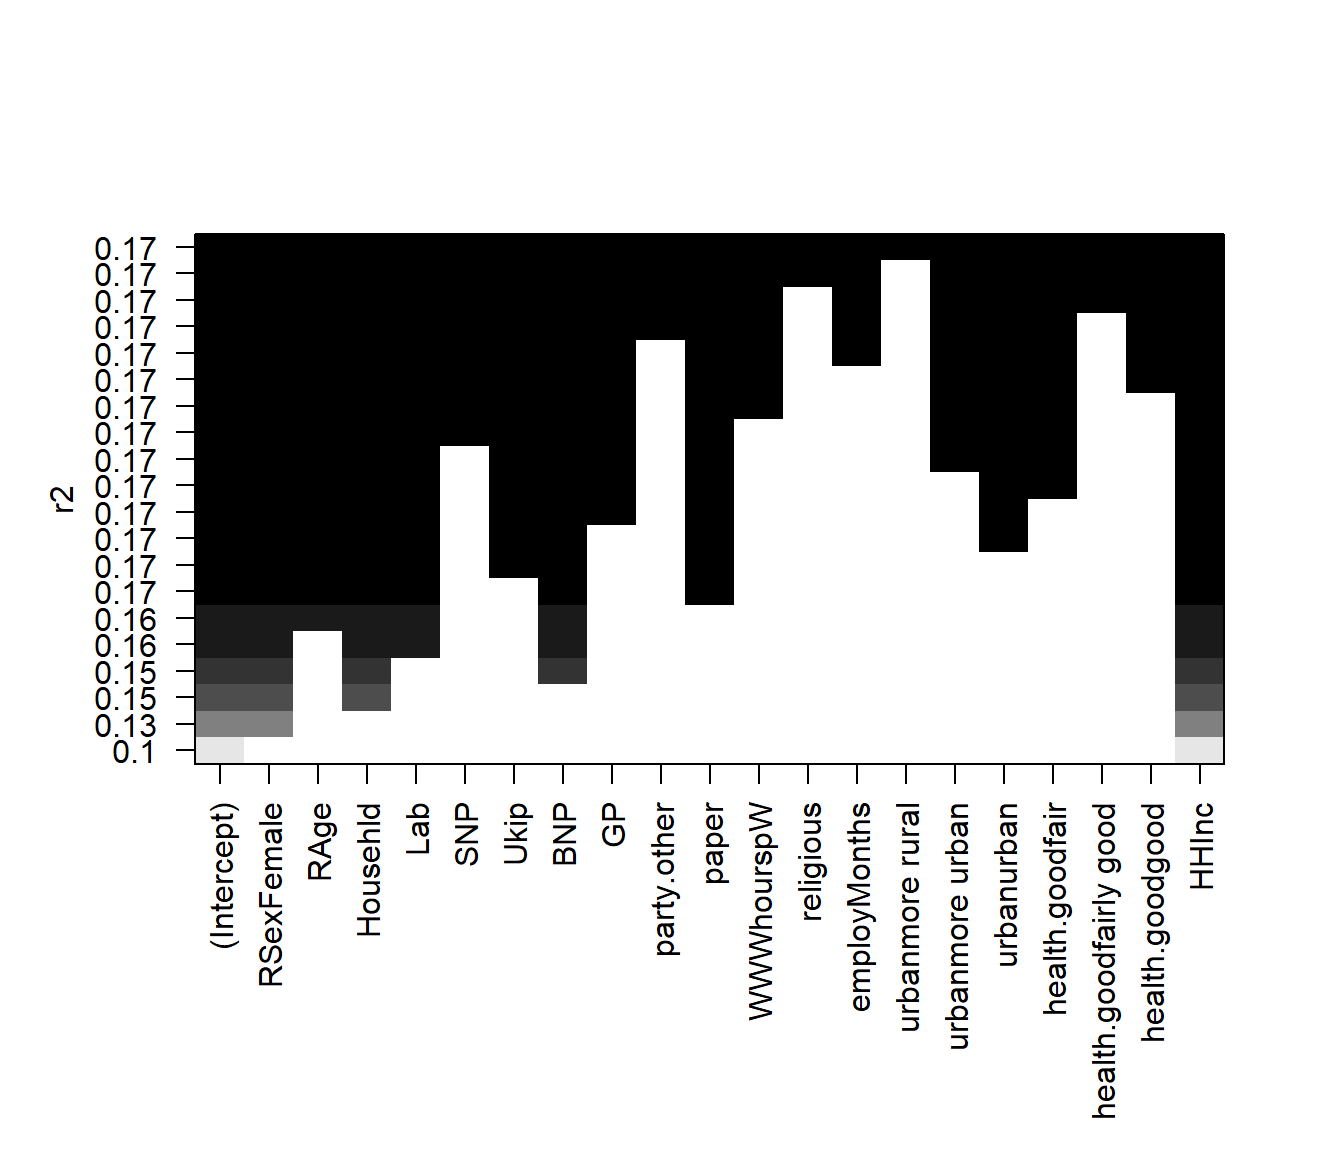 0.17
0.17
0.17
0.17
0.17
0.17
0.17
0.17
0.17
0.17
0.17
0.17
0.17
0.17
0.16
0.16
0.15
0.15
0.13
0.1
r2
(Intercept)
RSexFemale
RAge
Househld
Lab
SNP
Ukip
BNP
GP
party.other
paper
WWWhourspW
religious
employMonths
urbanmore rural
urbanmore urban
urbanurban
health.goodfair
health.goodfairly good
health.goodgood
HHInc